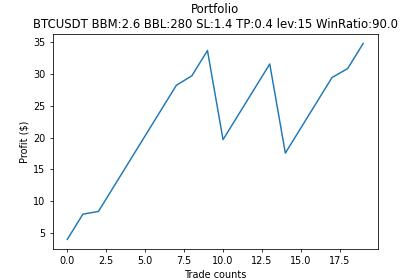 Portfolio
BTCUSDT BBM:2.6 BBL:280 SL:1.4 TP:0.4 lev:15 WinRatio:90.0
35
30
25
20
15
10
5
Profit ($)
0.0 2.5 5.0 7.5 10.0 12.5 15.0 17.5
Trade counts